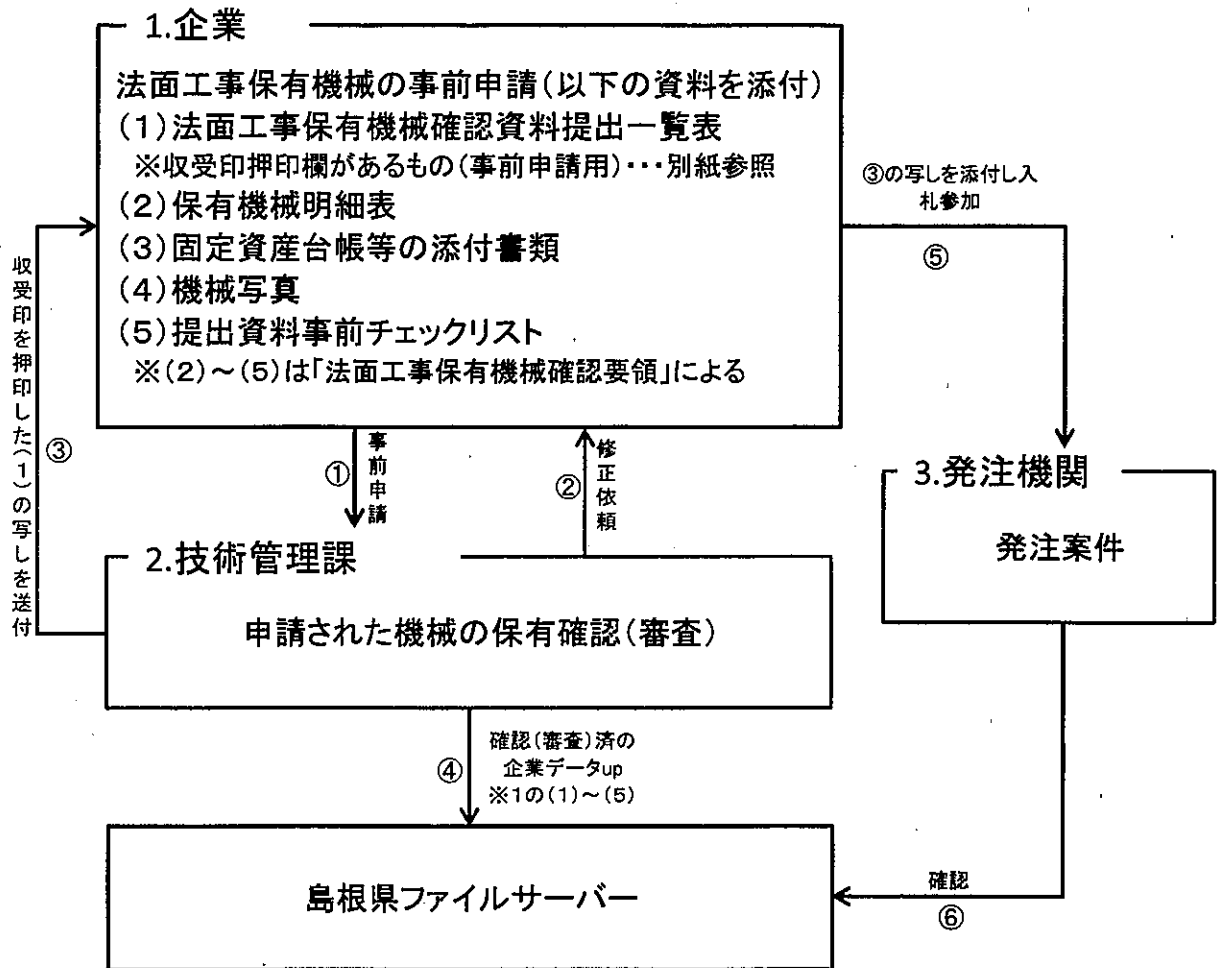 1.企業
法面工事保有機械の事前申請(以下の資料を添付)
(1)法面工事保有機械確認資料提出一覧表
※収受印押印欄があるもの(事前申請用)・・・別紙参照
(2)保有機械明細表
(3)固定資産台帳等の添付書類
(4)機械写真
(5)提出資料事前チェックリスト
※(2)～(5)は「法面工事保有機械確認要領」による
③の写しを添付し入
札参加
⑤
収受印を押印した(1)の写しを送付
③
①
事前申請
②
修正依頼
3.発注機関
発注案件
2.技術管理課
申請された機械の保有確認(審査)
④
確認(審査)済の
企業データup
※1の(1)～(5)
島根県ファイルサーバー
確認
⑥